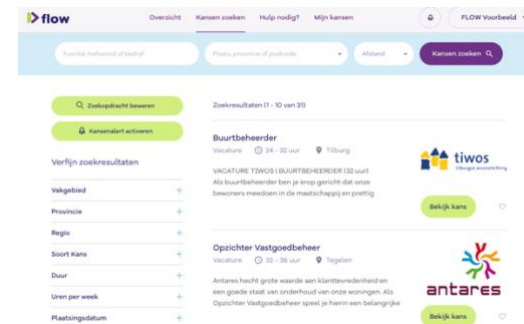 flow
Overzicht Kansen zoeken Hulp nodig? Mijn kansen
FLOW Voorbeeld
Functie, trefwoord of bedrijf
Plaats, provincie of postcode
Afstand
Kansen zoeken
Zoekopdracht bewaren
Kansenalert activeren
Verfijn zoekresultaten
Vakgebied
Provincie
Regio
Soort Kans
Duur
Uren per week
Plaatsingsdatum
Zoekresultaten (1 - 10 van 31)
Buurtbeheerder
Vacature 24 - 32 uur Tilburg
VACATURE TIWOS | BUURTBEHEERDER (32 uur)
Als buurtbeheerder ben je erop gericht dat onze
bewoners meedoen in de maatschappij en prettig
tiwos
Bekijk kans
Opzichter Vastgoedbeheer
Vacature 32 - 36 uur Tegelen
Antares hecht grote waarde aan klanttevredenheid en
een goede staat van onderhoud van onze woningen. Als
Opzichter Vastgoedbeheer speel je hierin een belangrijke
antares
Bekijk kans